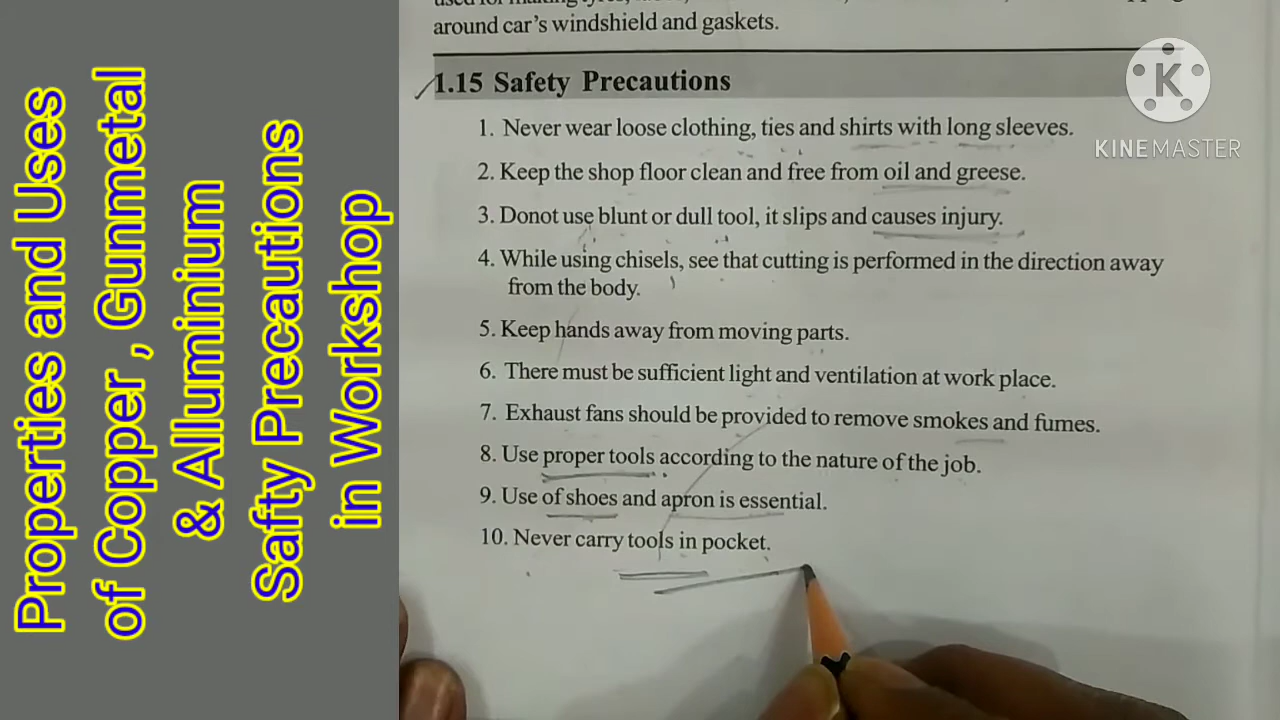 Properties and Uses
of Copper , Gunmetal
& Alluminium
Safty Precautions
in Workshop
around car's windshield and gaskets.
1.15 Safety Precautions
1. Never wear loose clothing, ties and shirts with long sleeves.
2. Keep the shop floor clean and free from oil and greese.
3. Donot use blunt or dull tool, it slips and causes injury.
4. While using chisels, see that cutting is performed in the direction away
from the body.
5. Keep hands away from moving parts.
6. There must be sufficient light and ventilation at work place.
7. Exhaust fans should be provided to remove smokes and fumes.
8. Use proper tools according to the nature of the job.
9. Use of shoes and apron is essential.
10. Never carry tools in pocket.
K
KINEMASTER